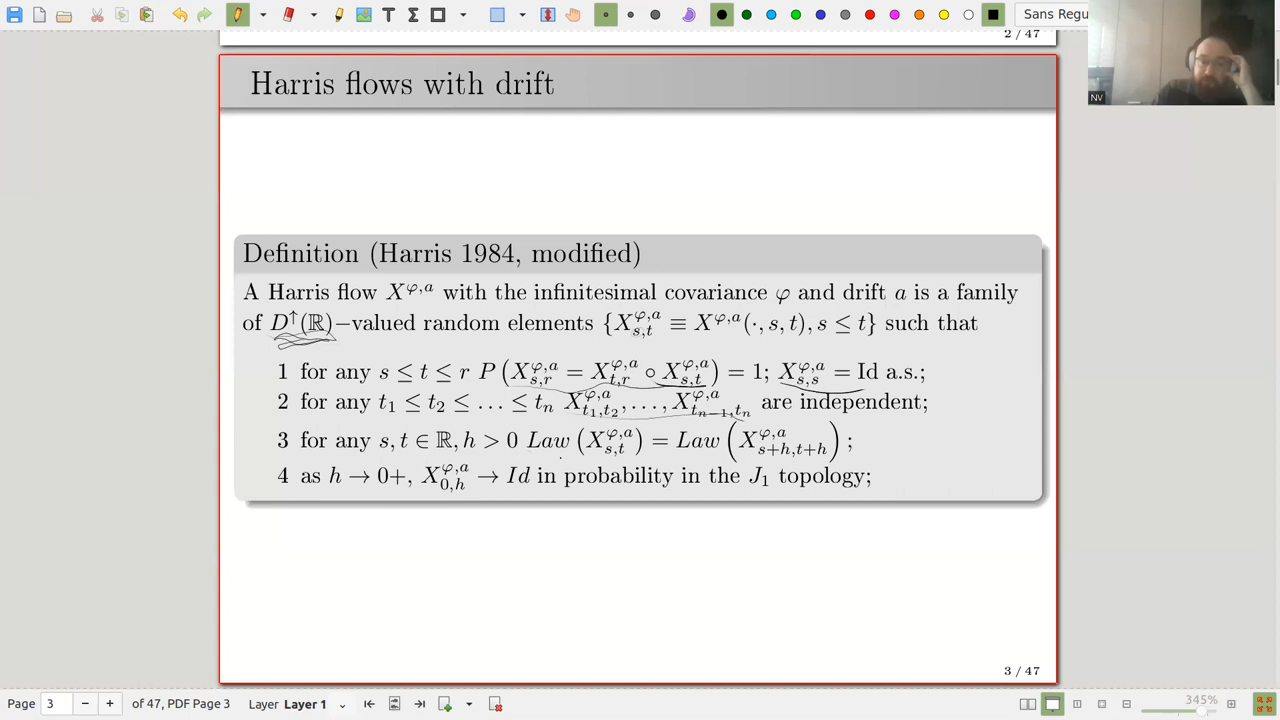 Sans Regu
2 / 47
NV
Harris flows with drift
Definition (Harris 1984, modified)
A Harris flow X^{φ,a} with the infinitesimal covariance φ and drift a is a family
of D^↑(ℝ)−valued random elements {X^{φ,a}_{s,t} ≡ X^{φ,a}(·, s, t), s ≤ t} such that
1 for any s ≤ t ≤ r P(X^{φ,a}_{s,r} = X^{φ,a}_{t,r} ∘ X^{φ,a}_{s,t}) = 1; X^{φ,a}_{s,s} = Id a.s.;
2 for any t_1 ≤ t_2 ≤ … ≤ t_n X^{φ,a}_{t_1,t_2}, …, X^{φ,a}_{t_{n−1},t_n} are independent;
3 for any s, t ∈ ℝ, h > 0 Law(X^{φ,a}_{s,t}) = Law(X^{φ,a}_{s+h,t+h});
4 as h → 0+, X^{φ,a}_{0,h} → Id in probability in the J_1 topology;
3 / 47
Page 3 of 47, PDF Page 3 Layer Layer 1 345%